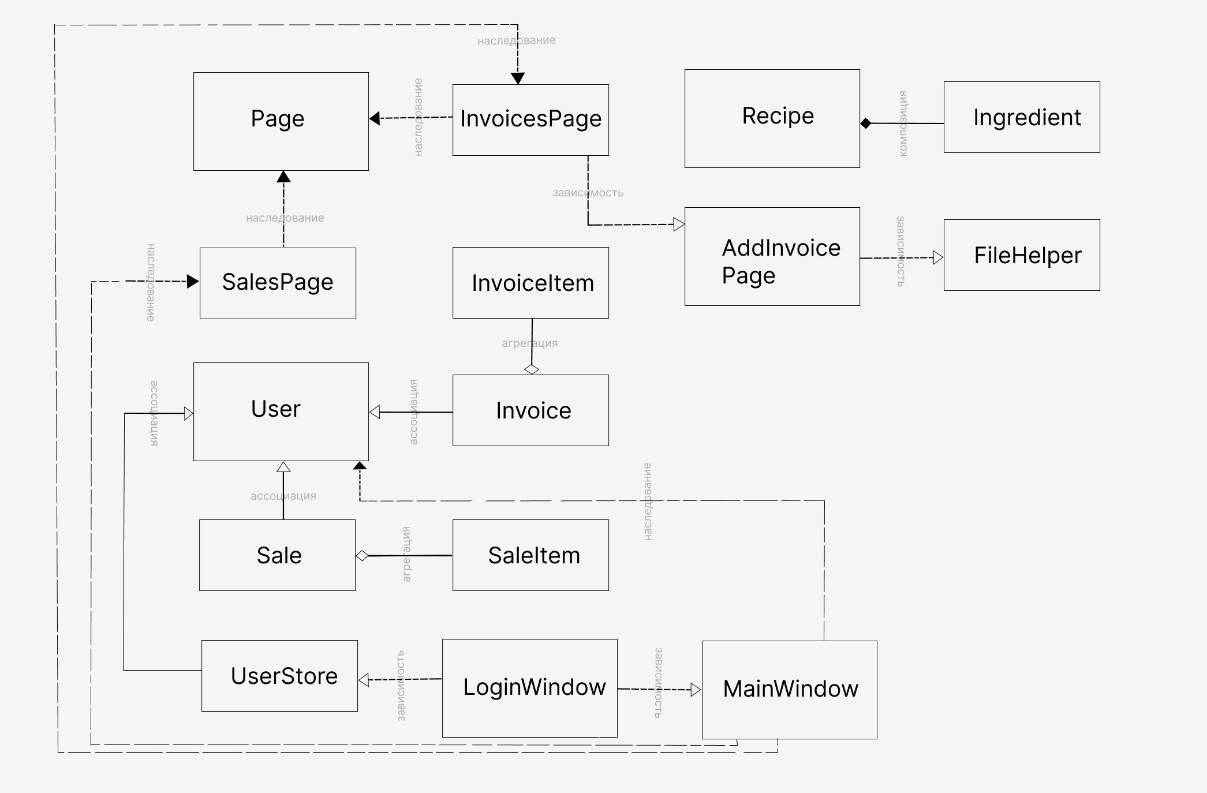 наследование
Page
наследование
InvoicesPage
Recipe
композиция
Ingredient
зависимость
наследование
AddInvoice
Page
зависимость
FileHelper
наследование
SalesPage
InvoiceItem
агрегация
ассоциация
User
ассоциация
Invoice
ассоциация
наследование
Sale
агрегация
SaleItem
UserStore
зависимость
LoginWindow
зависимость
MainWindow